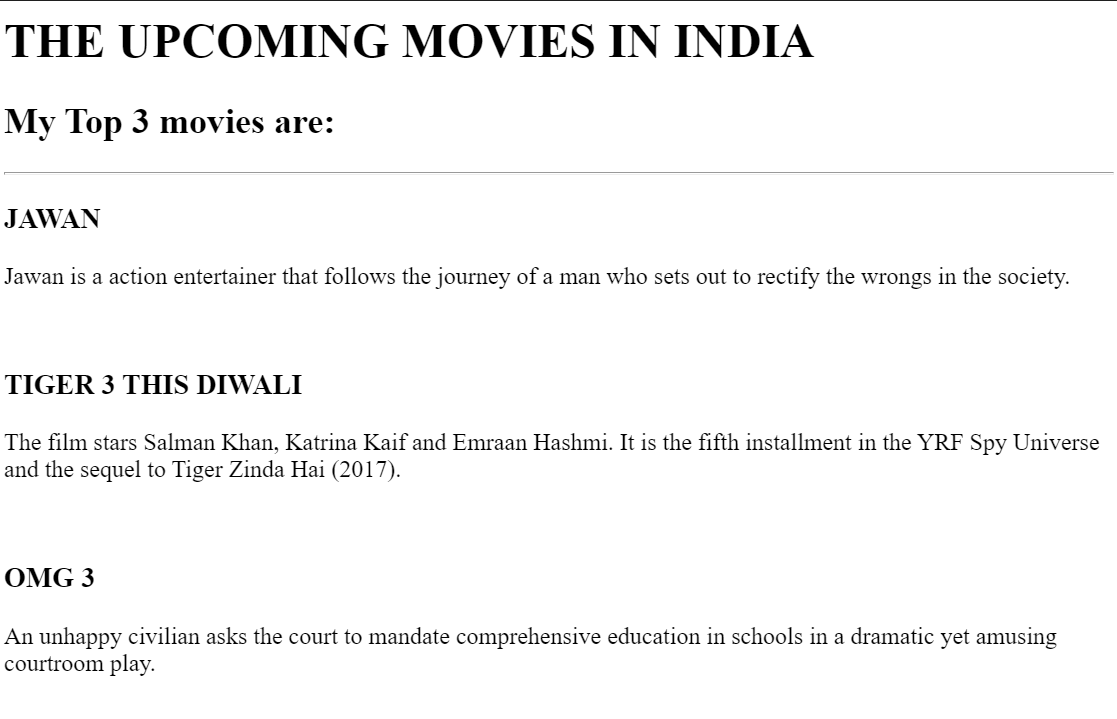 THE UPCOMING MOVIES IN INDIA
My Top 3 movies are:
JAWAN
Jawan is a action entertainer that follows the journey of a man who sets out to rectify the wrongs in the society.
TIGER 3 THIS DIWALI
The film stars Salman Khan, Katrina Kaif and Emraan Hashmi. It is the fifth installment in the YRF Spy Universe
and the sequel to Tiger Zinda Hai (2017).
OMG 3
An unhappy civilian asks the court to mandate comprehensive education in schools in a dramatic yet amusing
courtroom play.